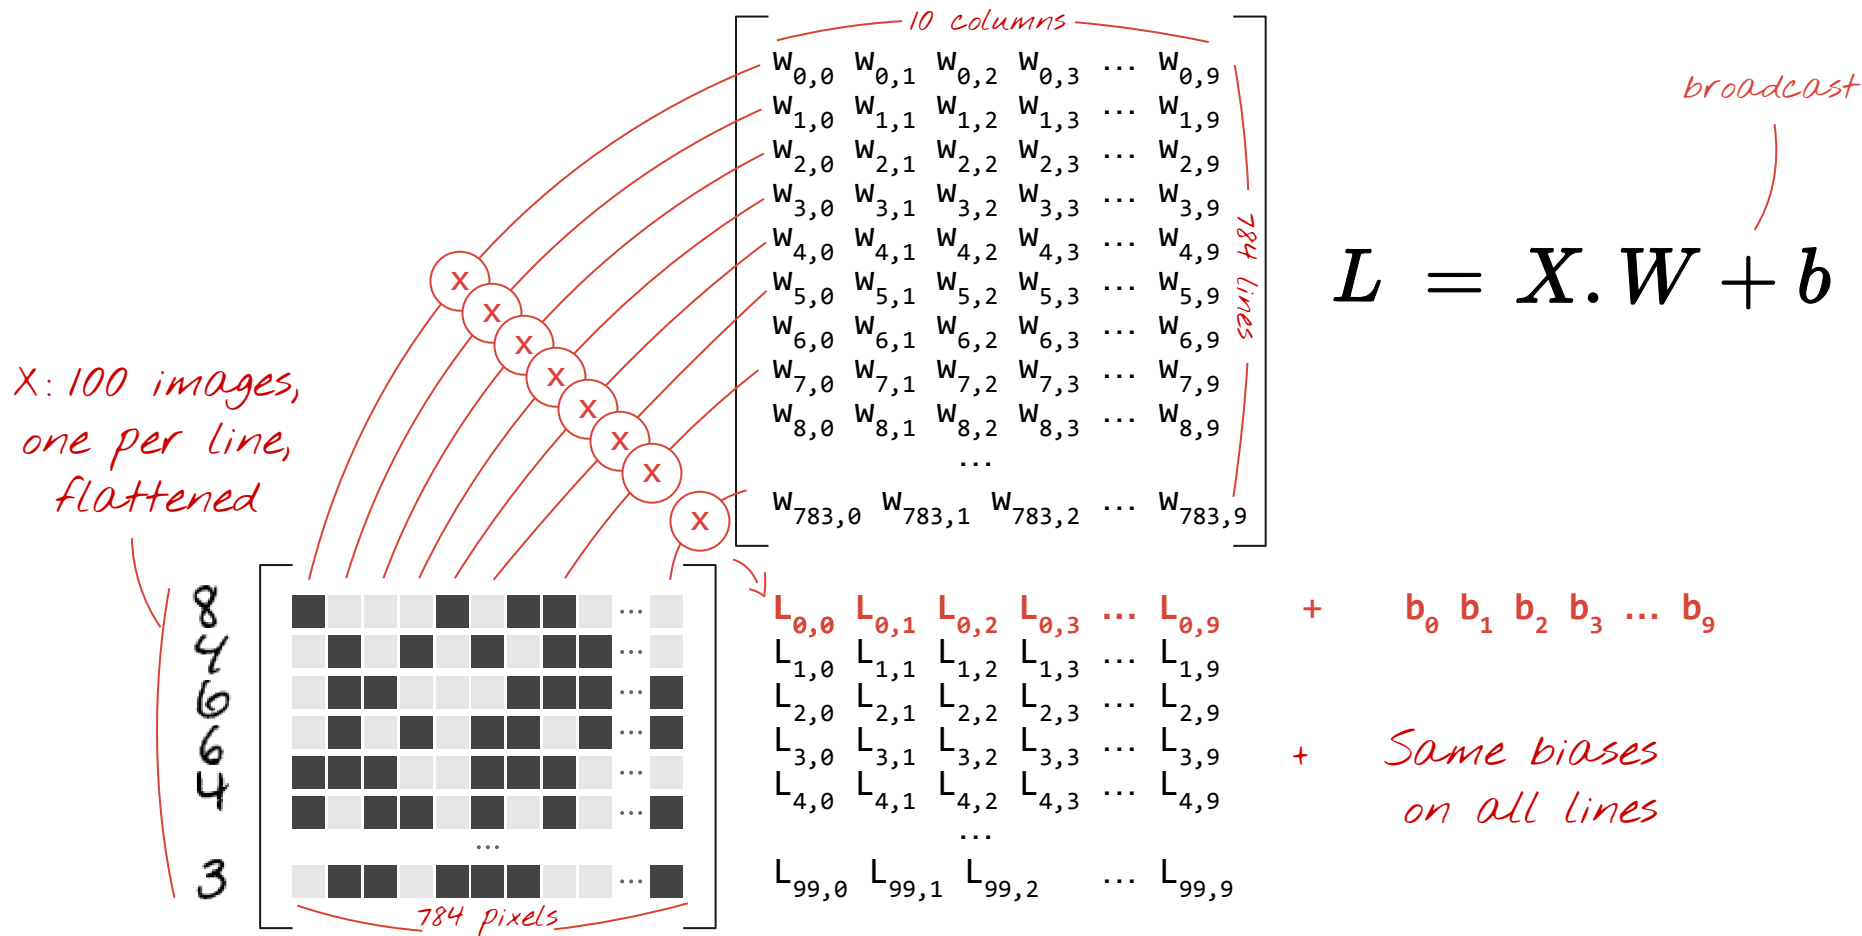 10 columns
W0,0 W0,1 W0,2 W0,3 ... W0,9
W1,0 W1,1 W1,2 W1,3 ... W1,9
W2,0 W2,1 W2,2 W2,3 ... W2,9
W3,0 W3,1 W3,2 W3,3 ... W3,9
W4,0 W4,1 W4,2 W4,3 ... W4,9
W5,0 W5,1 W5,2 W5,3 ... W5,9
W6,0 W6,1 W6,2 W6,3 ... W6,9
W7,0 W7,1 W7,2 W7,3 ... W7,9
W8,0 W8,1 W8,2 W8,3 ... W8,9
...
W783,0 W783,1 W783,2 ... W783,9
784 lines
broadcast
L = X.W + b
X
X
X
X
X
X
X
X
X: 100 images,
one per line,
flattened
8
4
6
6
4
3
...
...
...
...
...
...
...
...
784 pixels
L0,0 L0,1 L0,2 L0,3 ... L0,9 + b0 b1 b2 b3 ... b9
L1,0 L1,1 L1,2 L1,3 ... L1,9
L2,0 L2,1 L2,2 L2,3 ... L2,9
L3,0 L3,1 L3,2 L3,3 ... L3,9
L4,0 L4,1 L4,2 L4,3 ... L4,9
...
L99,0 L99,1 L99,2 ... L99,9
+ Same biases
on all lines